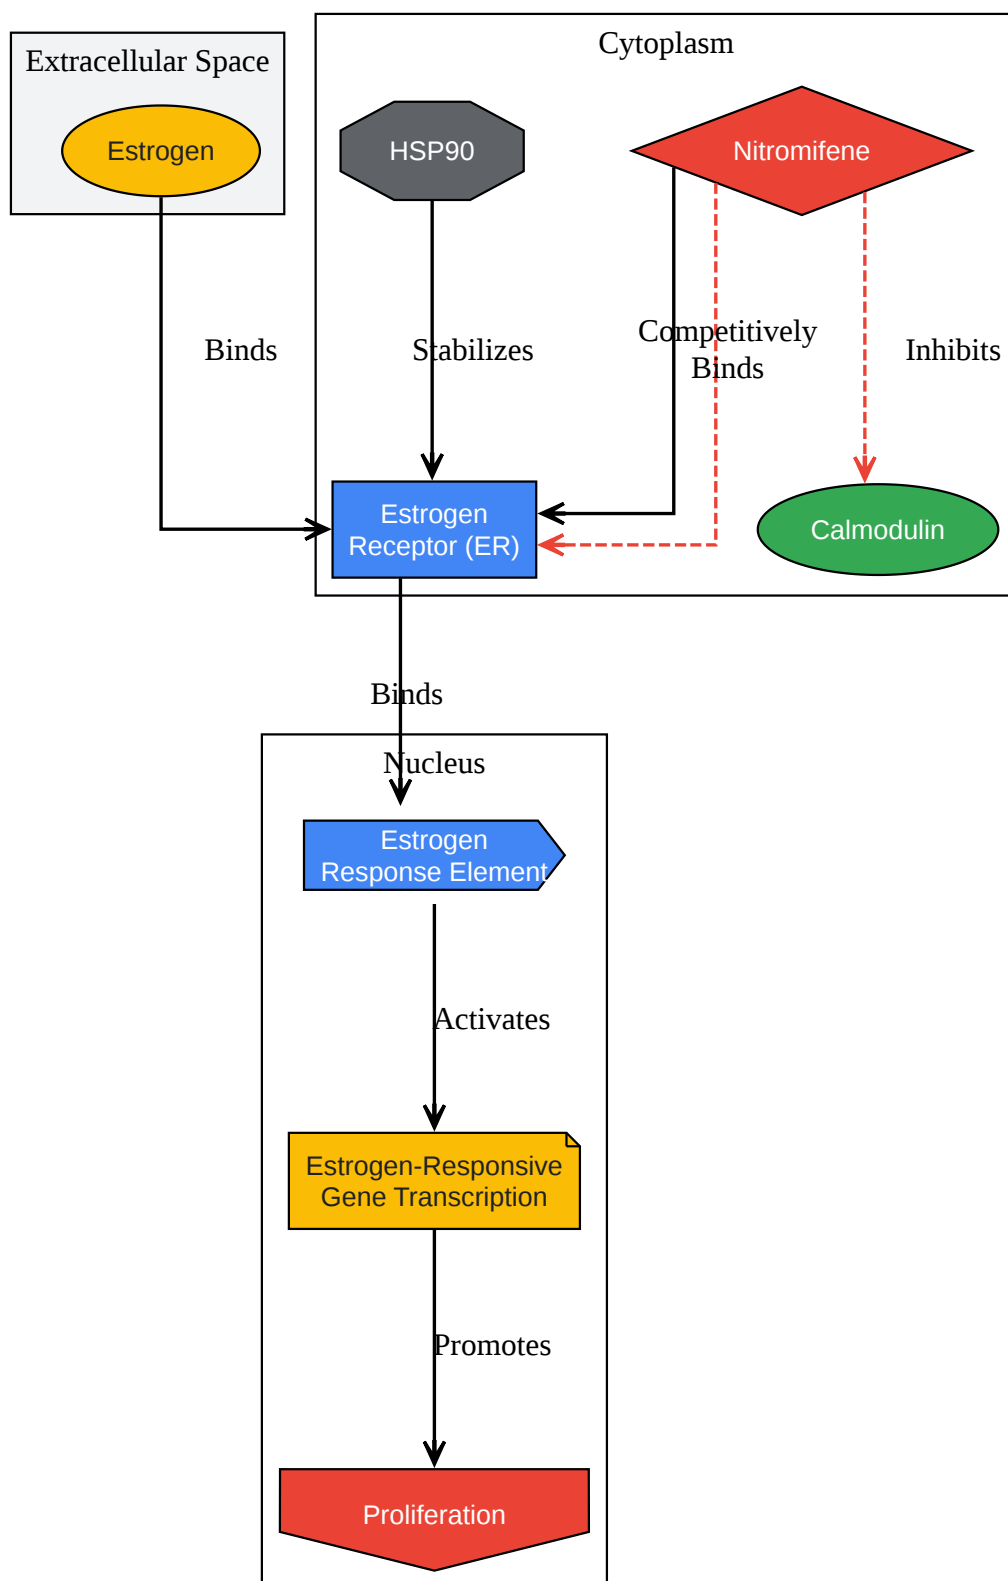 Extracellular Space
Cytoplasm
Estrogen
HSP90
Nitromifene
Binds
Stabilizes
Competitively
Binds
Inhibits
Estrogen
Receptor (ER)
Calmodulin
Binds
Nucleus
Estrogen
Response Element
Activates
Estrogen-Responsive
Gene Transcription
Promotes
Proliferation